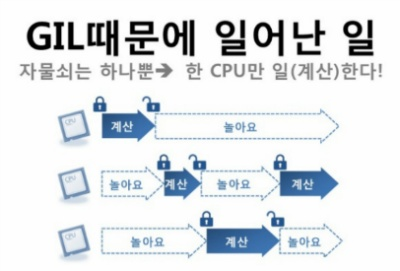 GIL때문에 일어난 일
자물쇠는 하나뿐➔ 한 CPU만 일(계산)한다!
CPU 계산 놀아요
CPU 놀아요 계산 놀아요 계산
CPU 놀아요 계산 놀아요